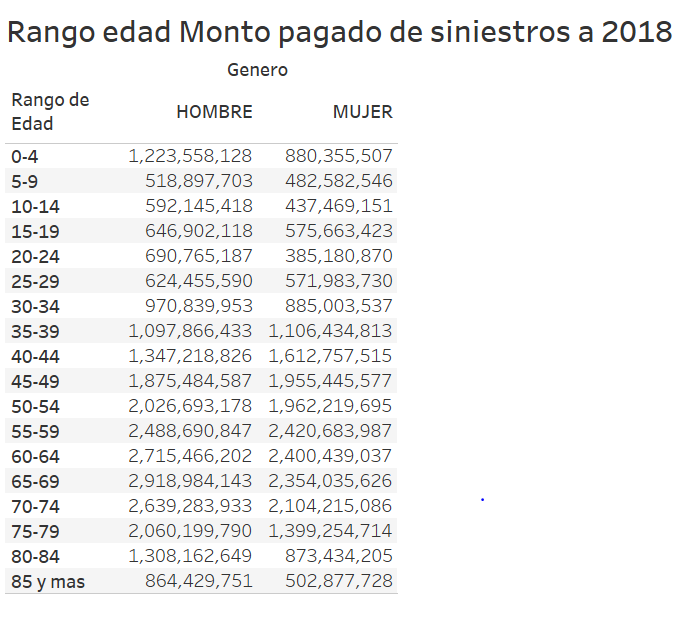 Rango edad Monto pagado de siniestros a 2018
Genero
Rango de
Edad HOMBRE MUJER
0-4 1,223,558,128 880,355,507
5-9 518,897,703 482,582,546
10-14 592,145,418 437,469,151
15-19 646,902,118 575,663,423
20-24 690,765,187 385,180,870
25-29 624,455,590 571,983,730
30-34 970,839,953 885,003,537
35-39 1,097,866,433 1,106,434,813
40-44 1,347,218,826 1,612,757,515
45-49 1,875,484,587 1,955,445,577
50-54 2,026,693,178 1,962,219,695
55-59 2,488,690,847 2,420,683,987
60-64 2,715,466,202 2,400,439,037
65-69 2,918,984,143 2,354,035,626
70-74 2,639,283,933 2,104,215,086
75-79 2,060,199,790 1,399,254,714
80-84 1,308,162,649 873,434,205
85 y mas 864,429,751 502,877,728